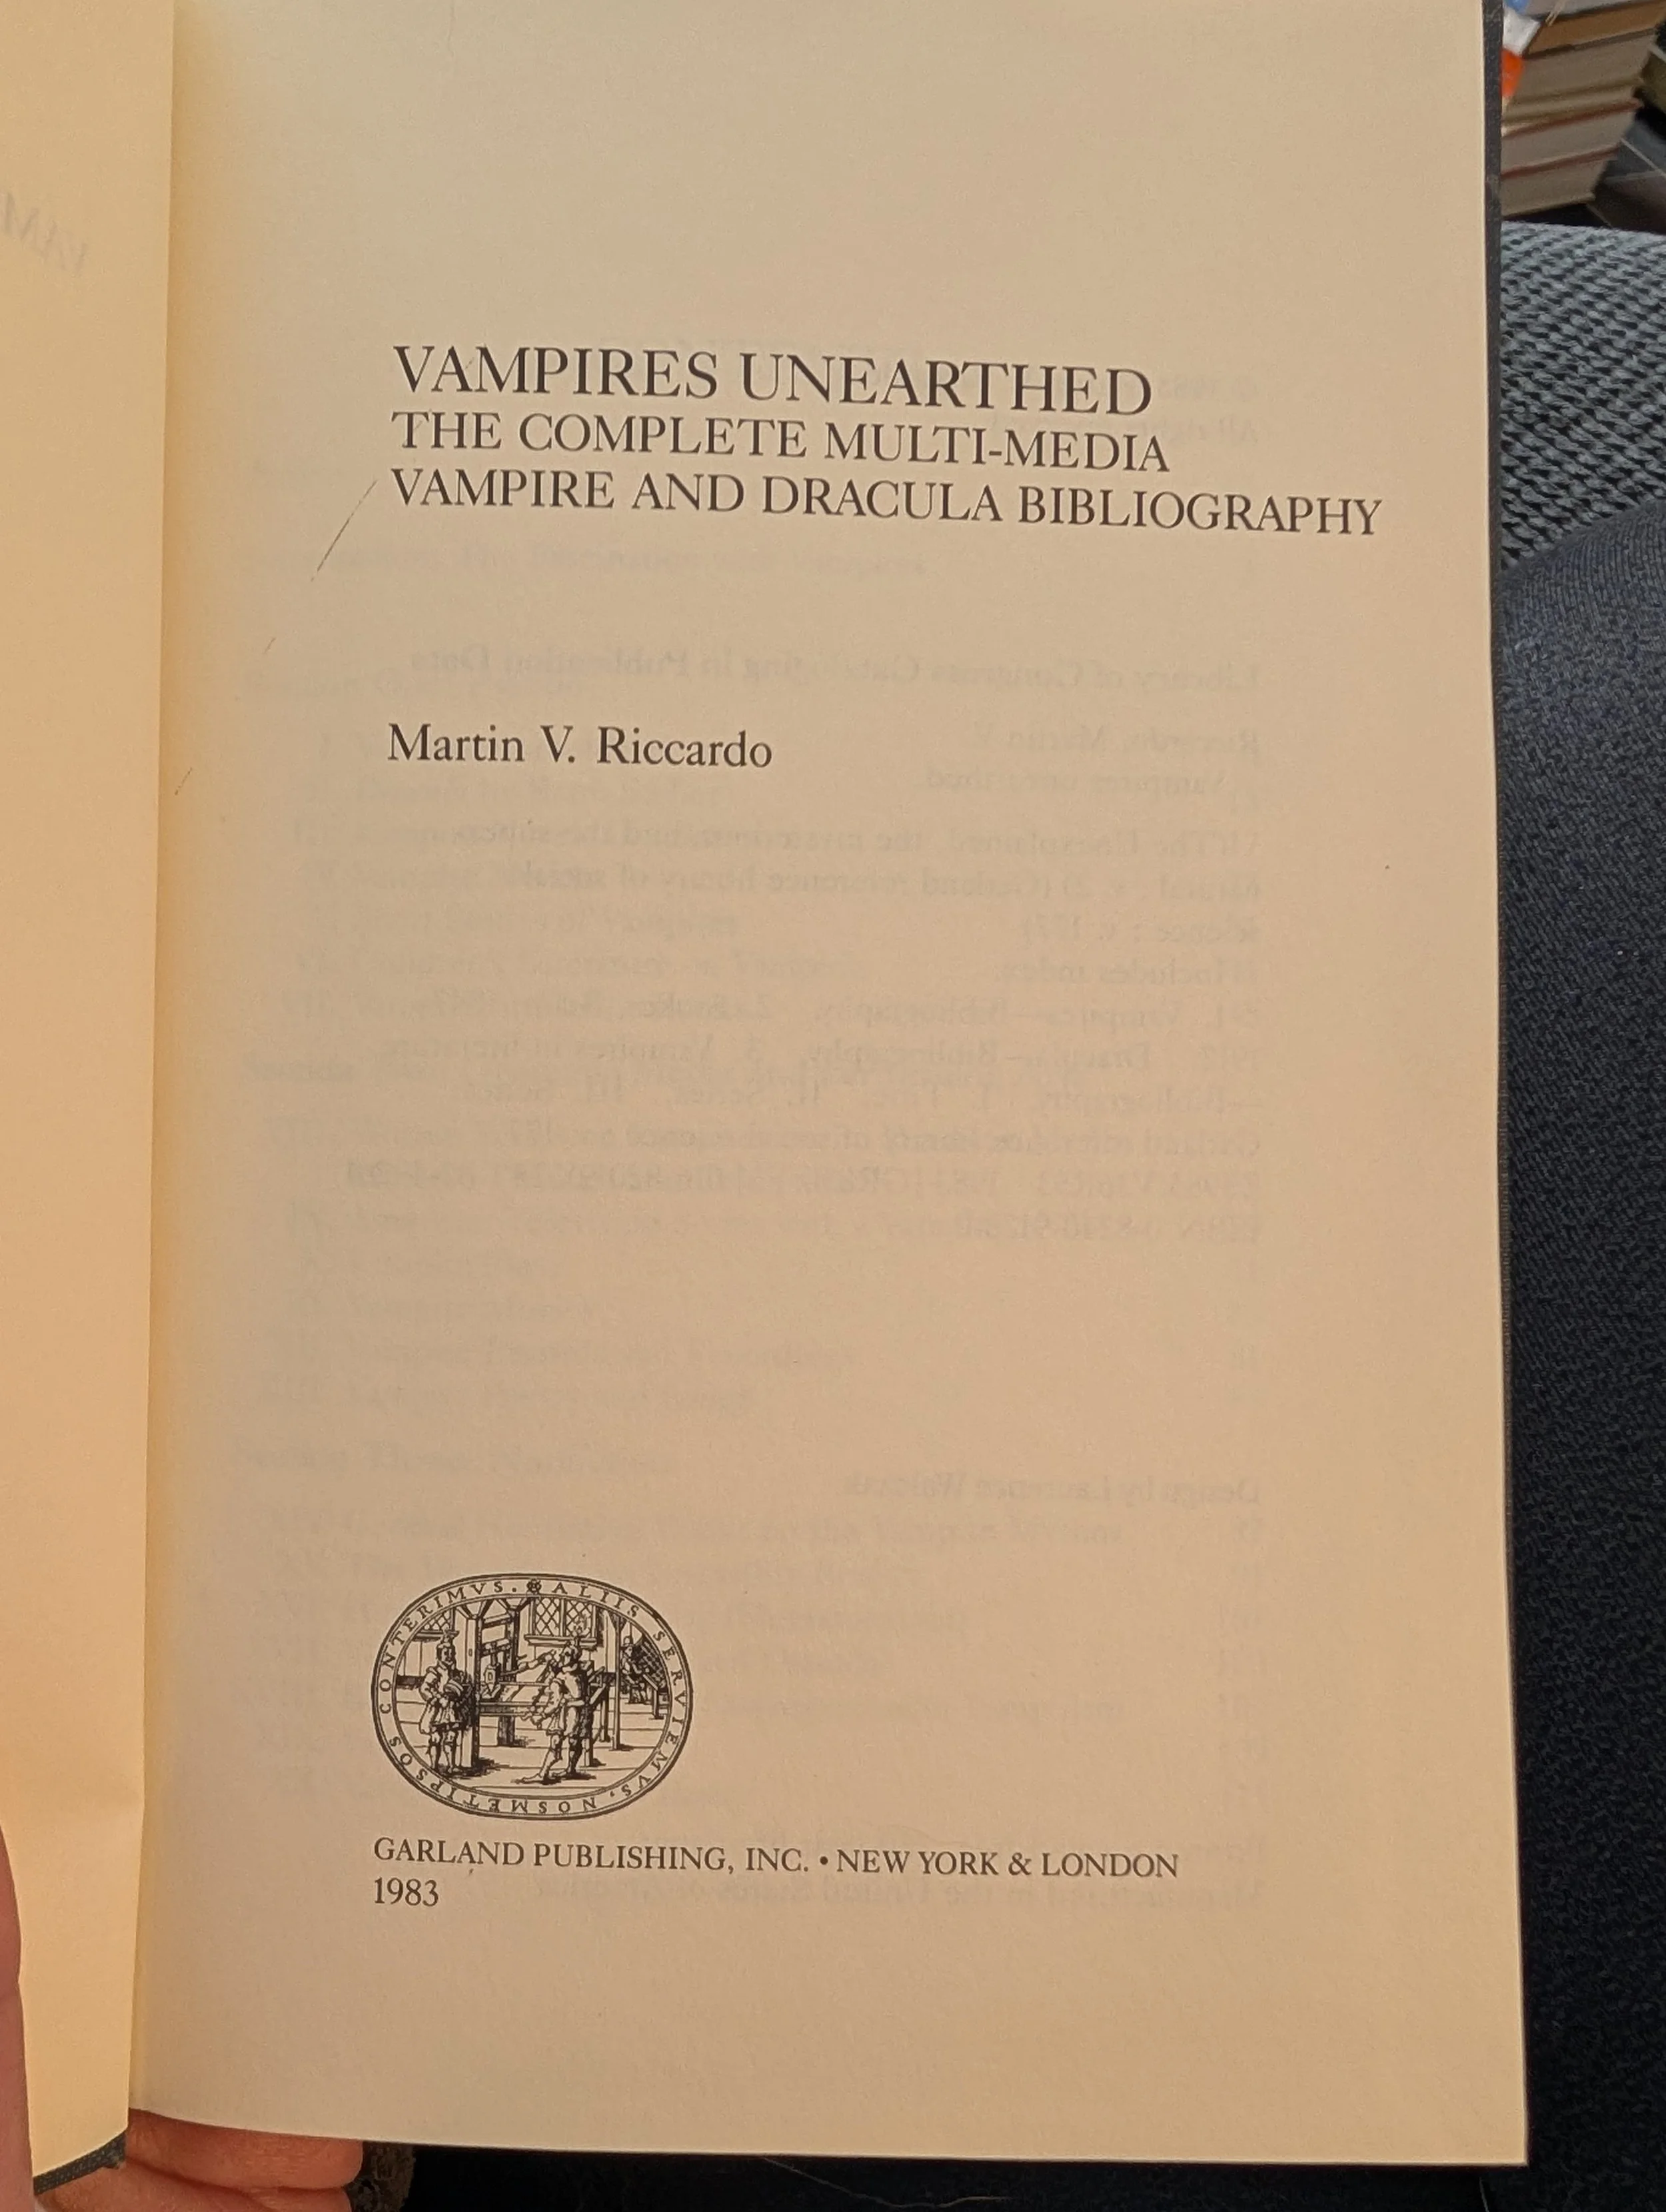 VAMPIRES UNEARTHED
THE COMPLETE MULTI-MEDIA
VAMPIRE AND DRACULA BIBLIOGRAPHY
Martin V. Riccardo
ALIIS SERVIEMVS. NOSMETIPSOS CONTERIMVS.
GARLAND PUBLISHING, INC. • NEW YORK & LONDON
1983